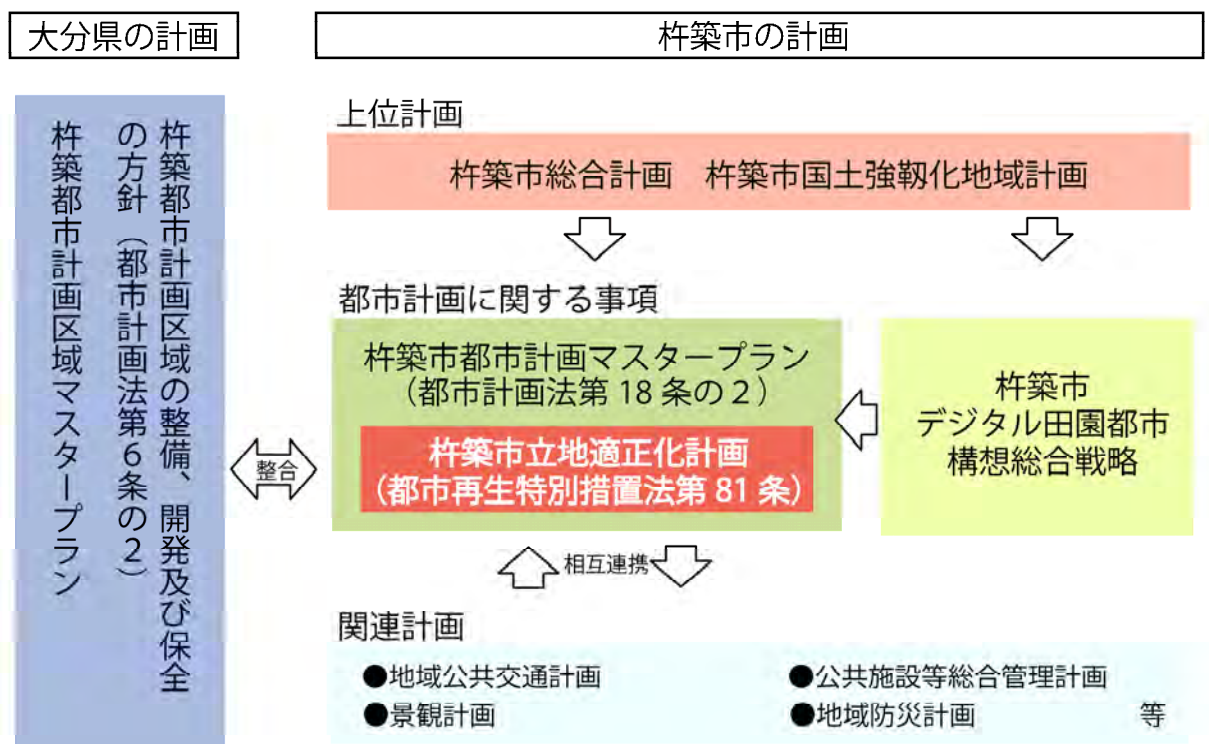 大分県の計画
杵築市の計画
杵築都市計画区域の整備、開発及び保全
の方針（都市計画法第６条の２）
杵築都市計画区域マスタープラン
整合
上位計画
杵築市総合計画　杵築市国土強靱化地域計画
都市計画に関する事項
杵築市都市計画マスタープラン
（都市計画法第 18 条の２）
杵築市立地適正化計画
（都市再生特別措置法第 81 条）
杵築市
デジタル田園都市
構想総合戦略
相互連携
関連計画
●地域公共交通計画
●公共施設等総合管理計画
●景観計画
●地域防災計画　等